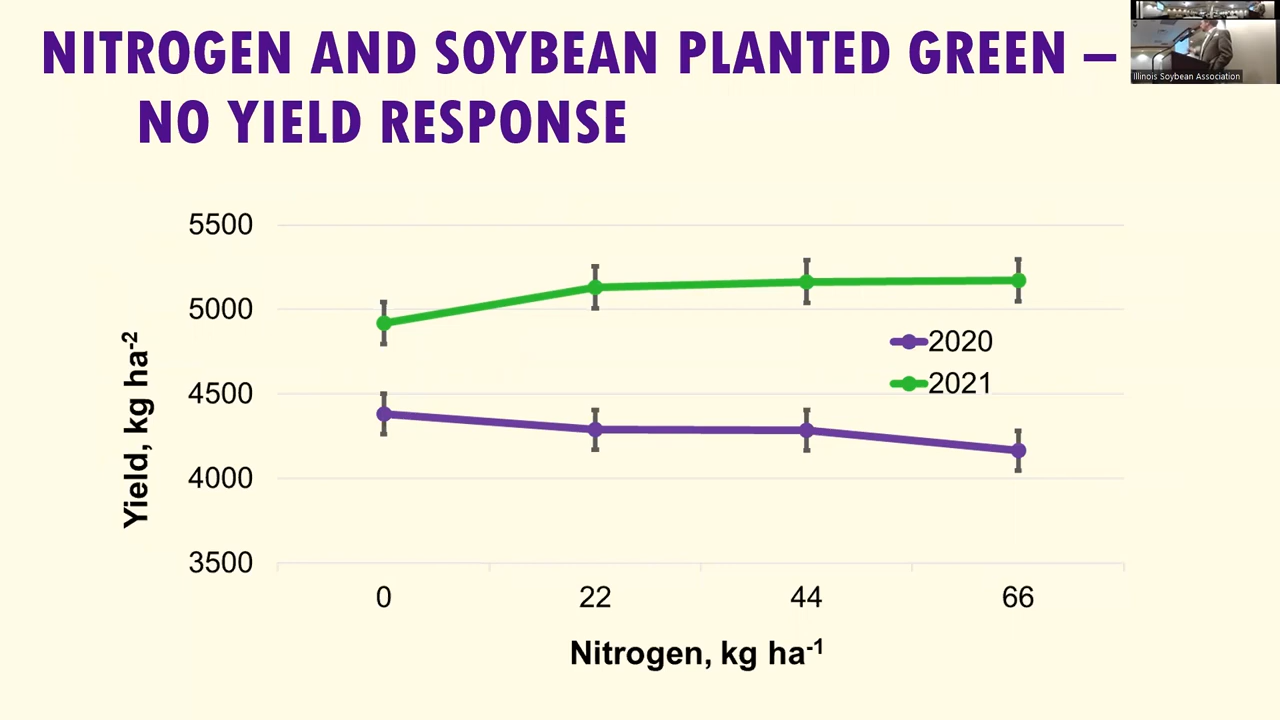 NITROGEN AND SOYBEAN PLANTED GREEN –
NO YIELD RESPONSE
Illinois Soybean Association
5500
5000
4500
4000
3500
Yield, kg ha-2
2020
2021
0 22 44 66
Nitrogen, kg ha-1